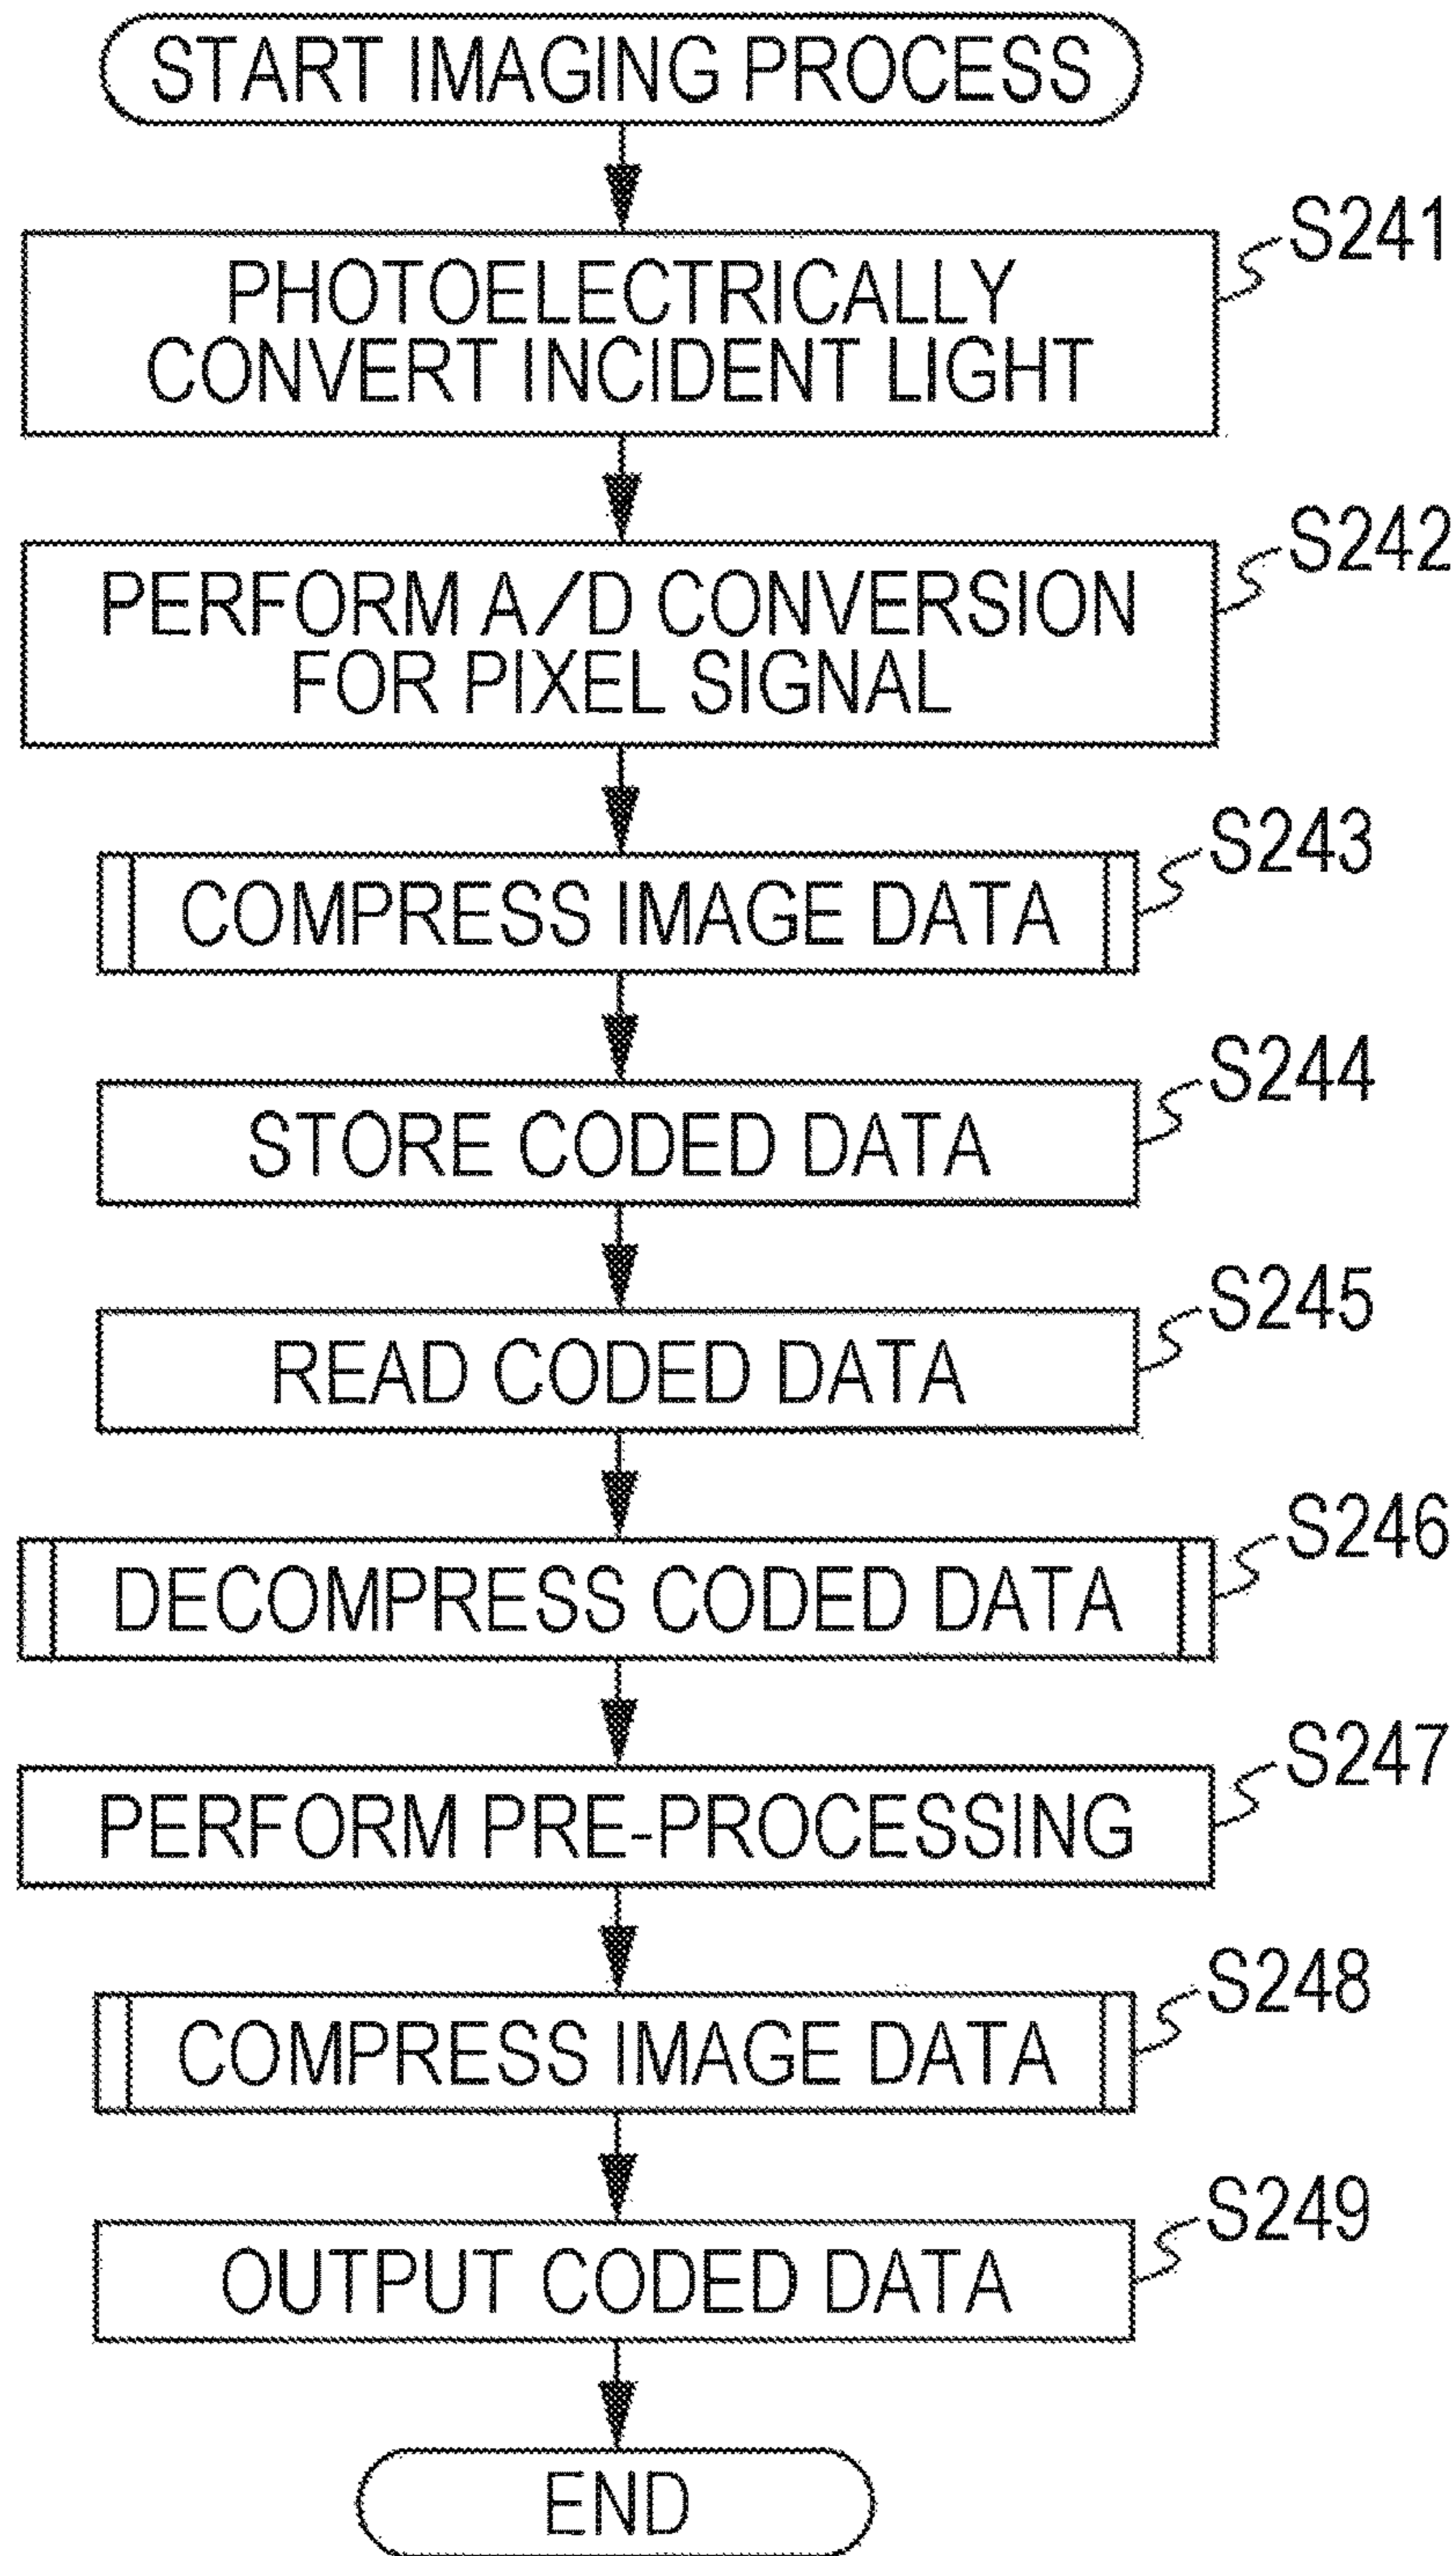 START IMAGING PROCESS
S241
PHOTOELECTRICALLY
CONVERT INCIDENT LIGHT
S242
PERFORM A/D CONVERSION
FOR PIXEL SIGNAL
S243
COMPRESS IMAGE DATA
S244
STORE CODED DATA
S245
READ CODED DATA
S246
DECOMPRESS CODED DATA
S247
PERFORM PRE-PROCESSING
S248
COMPRESS IMAGE DATA
S249
OUTPUT CODED DATA
END